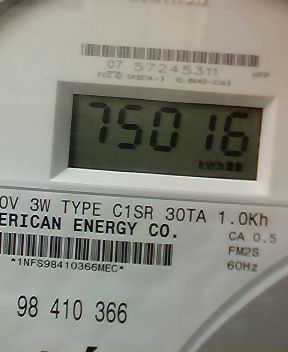 07 57245311
75016
kWh
0V 3W TYPE C1SR 30TA 1.0Kh
ERICAN ENERGY CO.
CA 0.5
FM2S
60Hz
*1NFS98410366MEC*
98 410 366